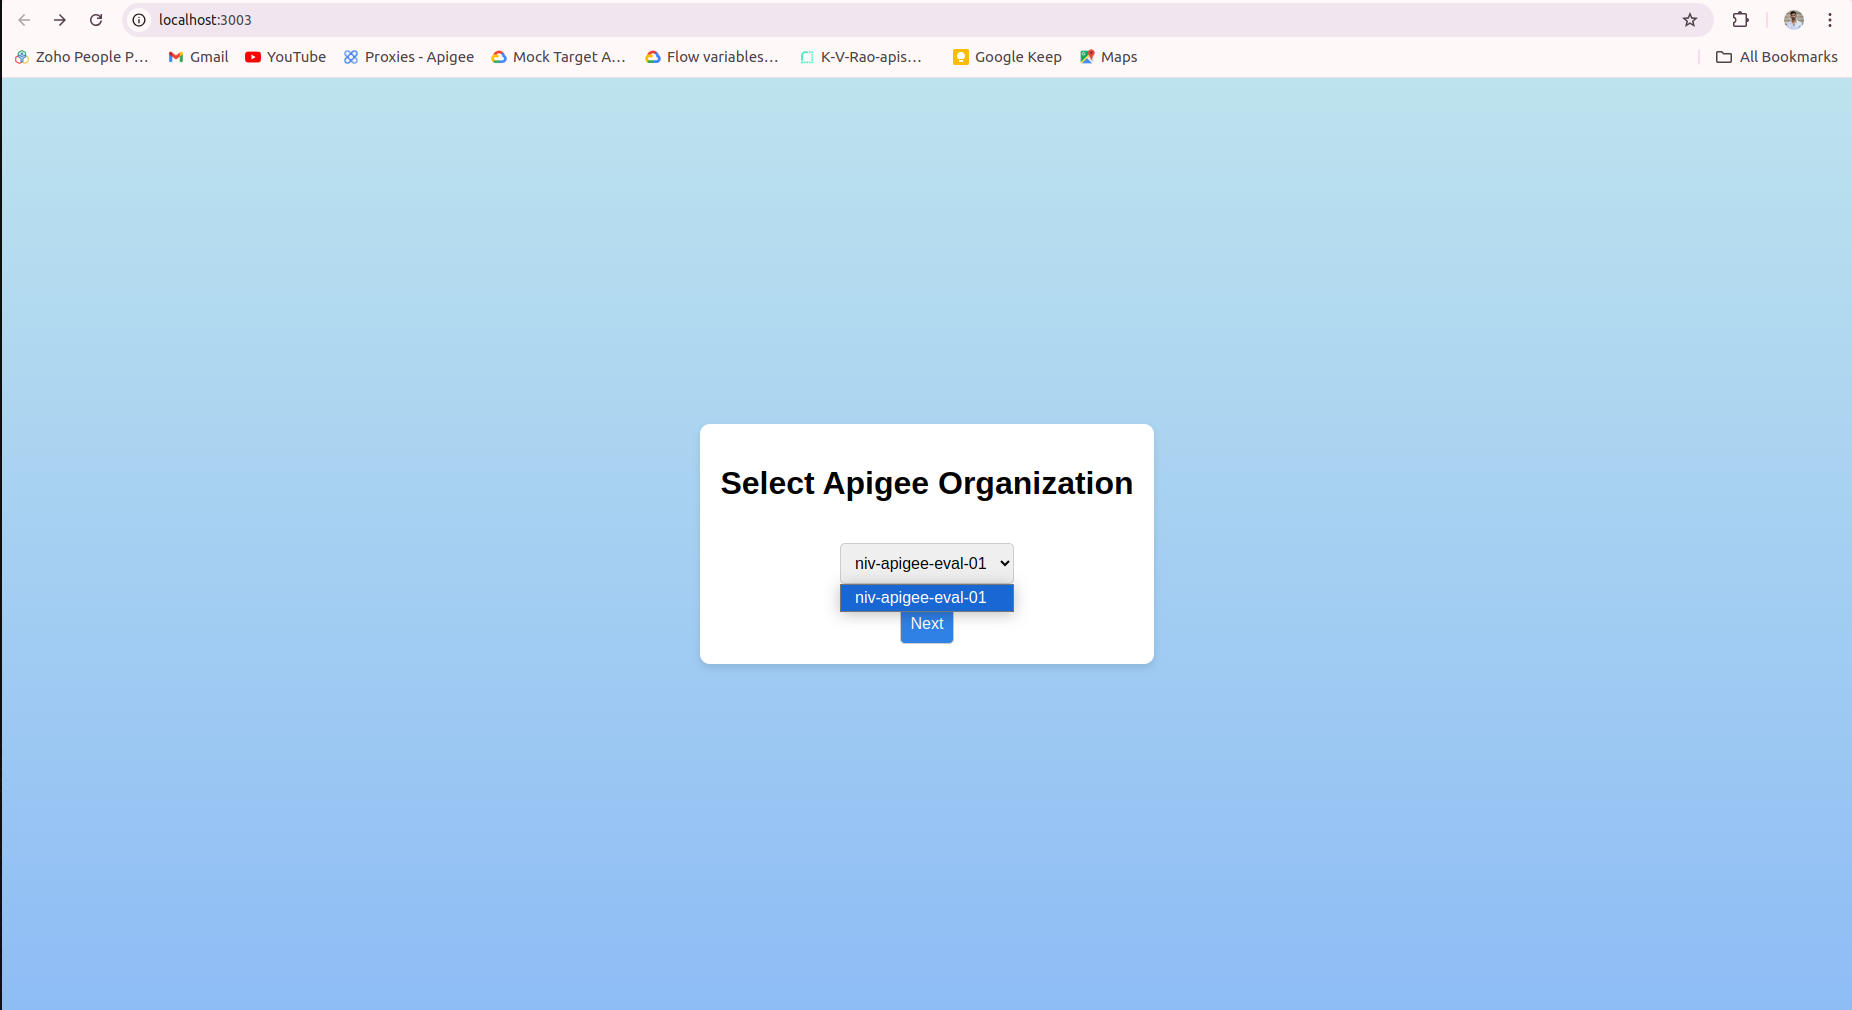 localhost:3003
Zoho People P... Gmail YouTube Proxies - Apigee Mock Target A... Flow variables... K-V-Rao-apis... Google Keep Maps All Bookmarks
Select Apigee Organization
niv-apigee-eval-01
niv-apigee-eval-01
Next